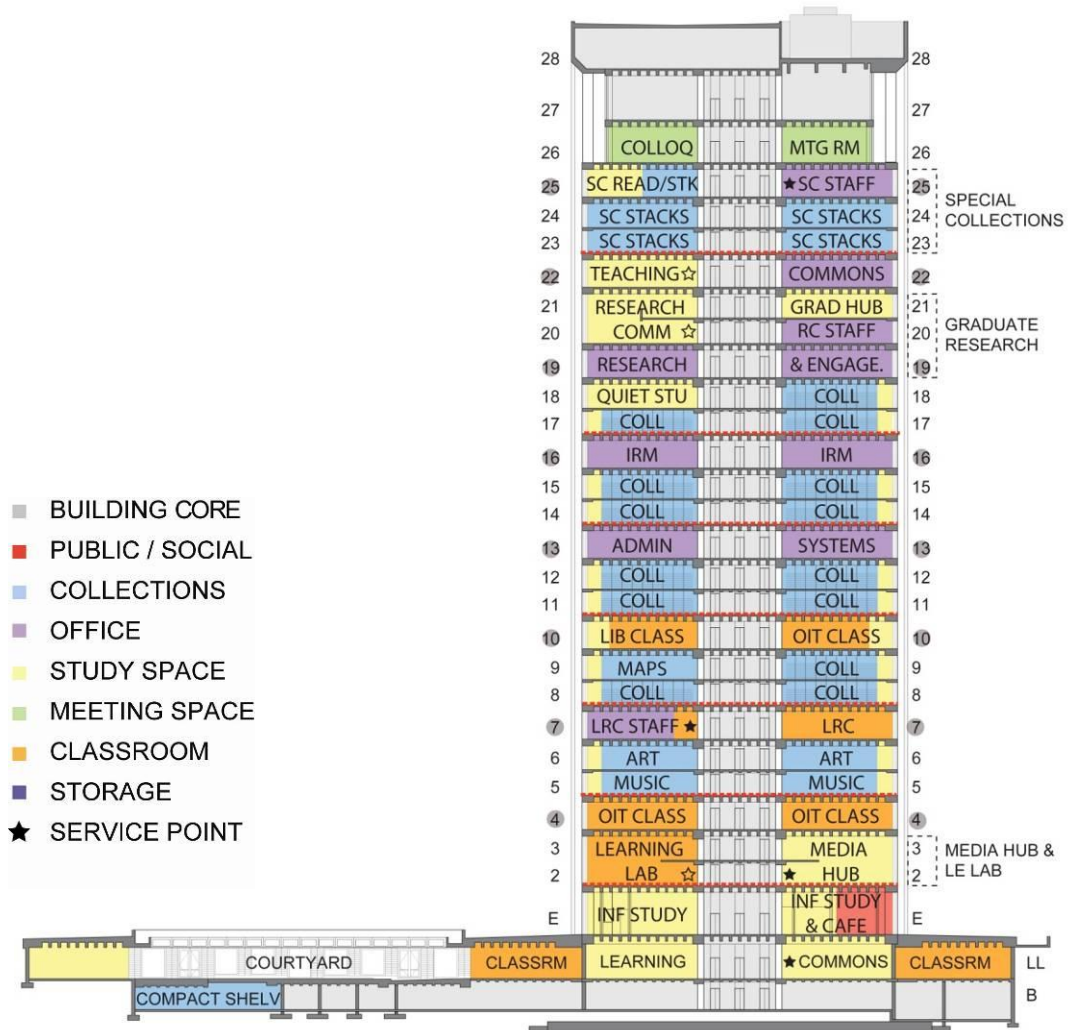 28 28
27 27
26 COLLOQ MTG RM 26
25 SC READ/STK ★SC STAFF 25
24 SC STACKS SC STACKS 24
23 SC STACKS SC STACKS 23
SPECIAL
COLLECTIONS
22 TEACHING☆ COMMONS 22
21 RESEARCH GRAD HUB 21
20 COMM ☆ RC STAFF 20
19 RESEARCH & ENGAGE. 19
GRADUATE
RESEARCH
18 QUIET STU COLL 18
17 COLL COLL 17
16 IRM IRM 16
15 COLL COLL 15
14 COLL COLL 14
13 ADMIN SYSTEMS 13
12 COLL COLL 12
11 COLL COLL 11
10 LIB CLASS OIT CLASS 10
9 MAPS COLL 9
8 COLL COLL 8
7 LRC STAFF ★ LRC 7
6 ART ART 6
5 MUSIC MUSIC 5
4 OIT CLASS OIT CLASS 4
3 LEARNING MEDIA 3
2 LAB ☆ ★ HUB 2
MEDIA HUB &
LE LAB
E INF STUDY INF STUDY E
& CAFE
COURTYARD CLASSRM LEARNING ★COMMONS CLASSRM LL
COMPACT SHELV B
BUILDING CORE
PUBLIC / SOCIAL
COLLECTIONS
OFFICE
STUDY SPACE
MEETING SPACE
CLASSROOM
STORAGE
★ SERVICE POINT